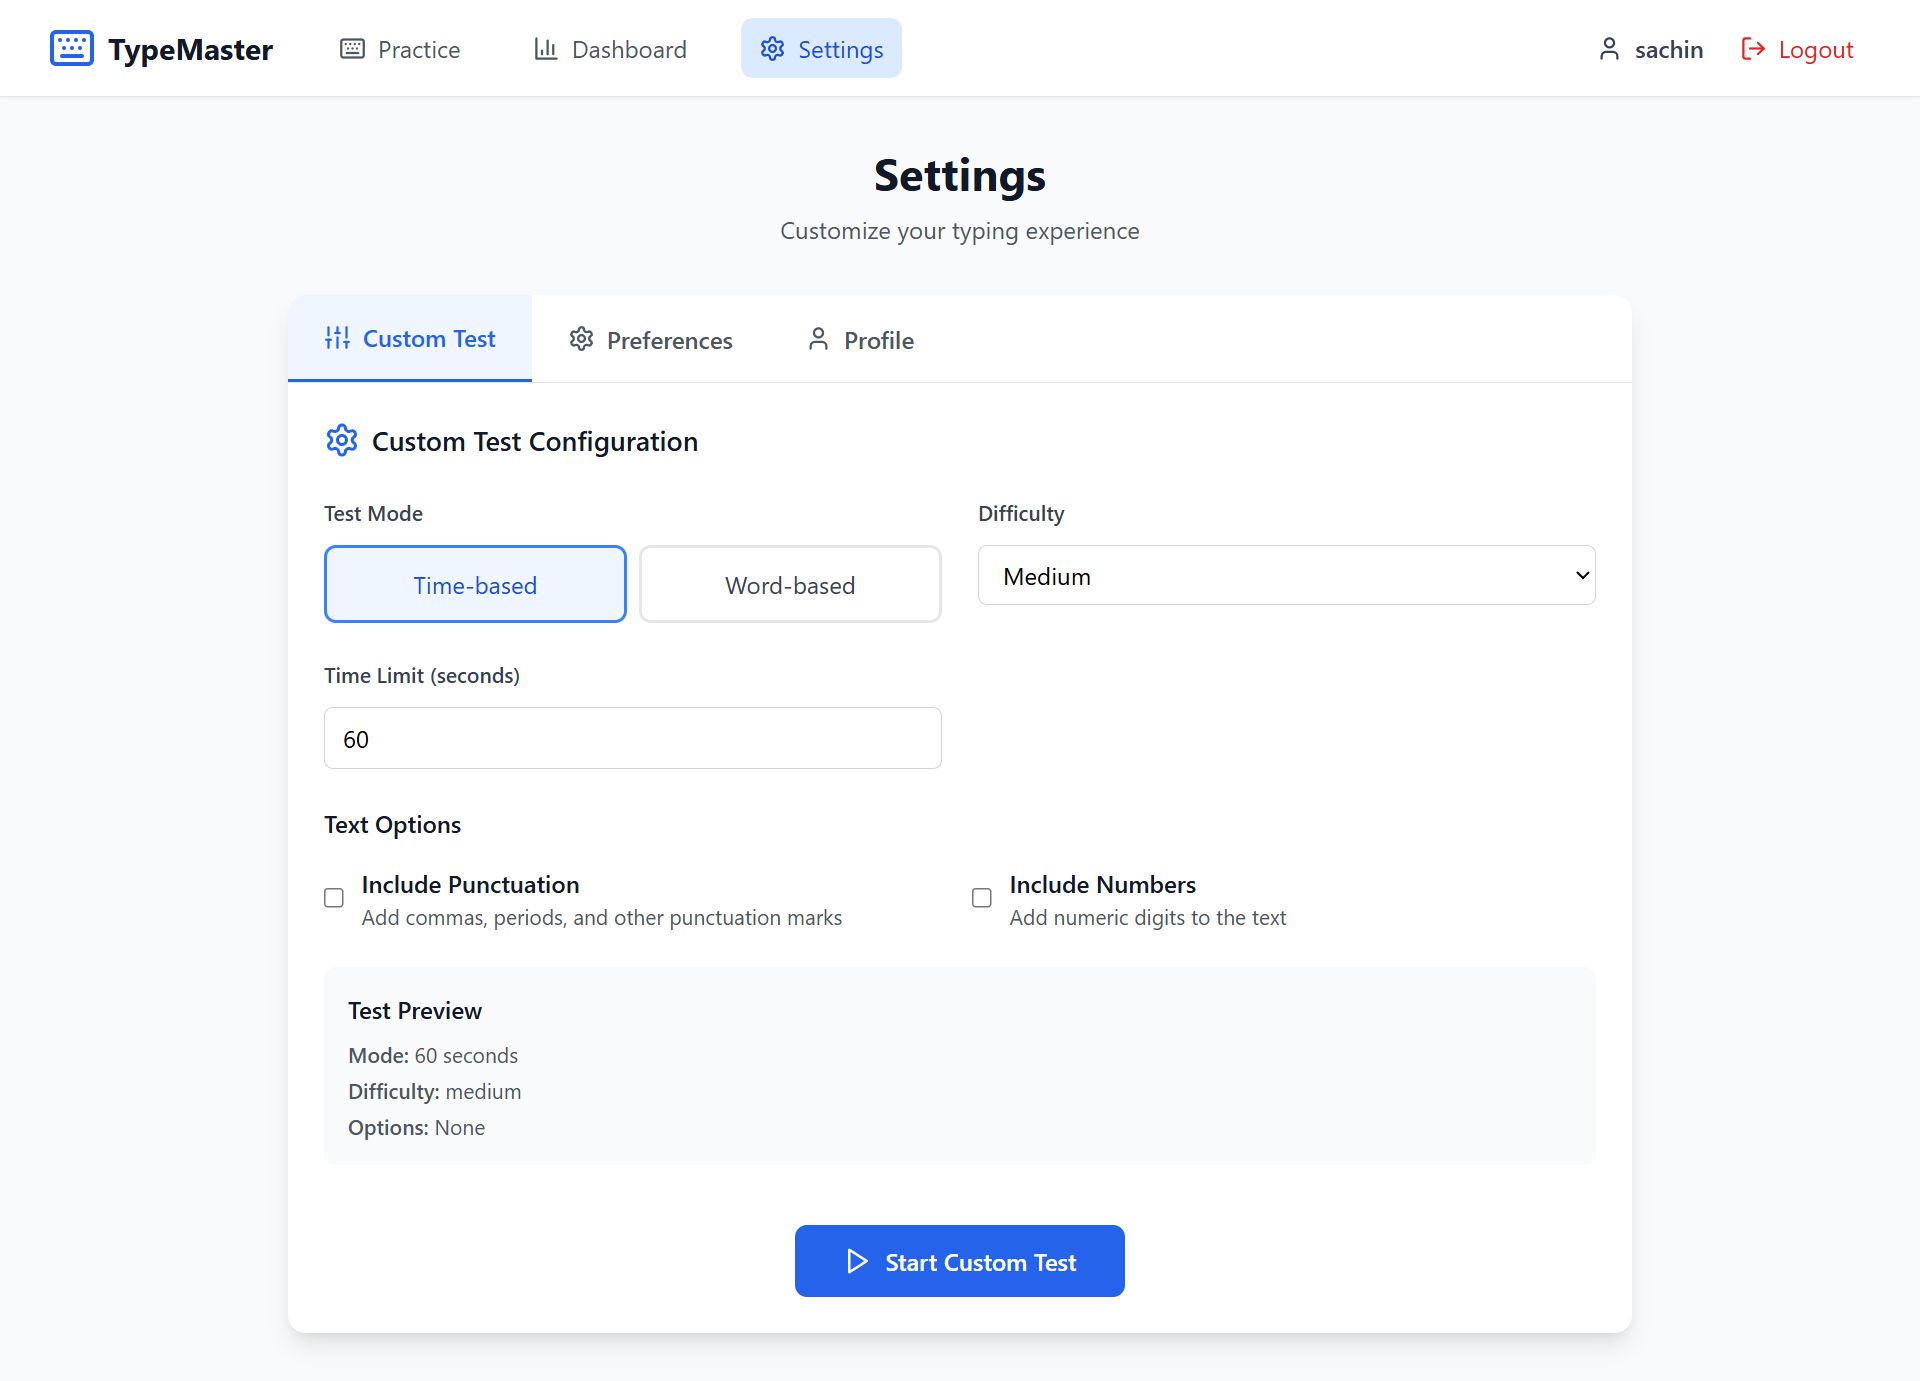 TypeMaster Practice Dashboard Settings sachin Logout
Settings
Customize your typing experience
Custom Test Preferences Profile
Custom Test Configuration
Test Mode Difficulty
Time-based Word-based Medium
Time Limit (seconds)
60
Text Options
Include Punctuation Include Numbers
Add commas, periods, and other punctuation marks Add numeric digits to the text
Test Preview
Mode: 60 seconds
Difficulty: medium
Options: None
Start Custom Test